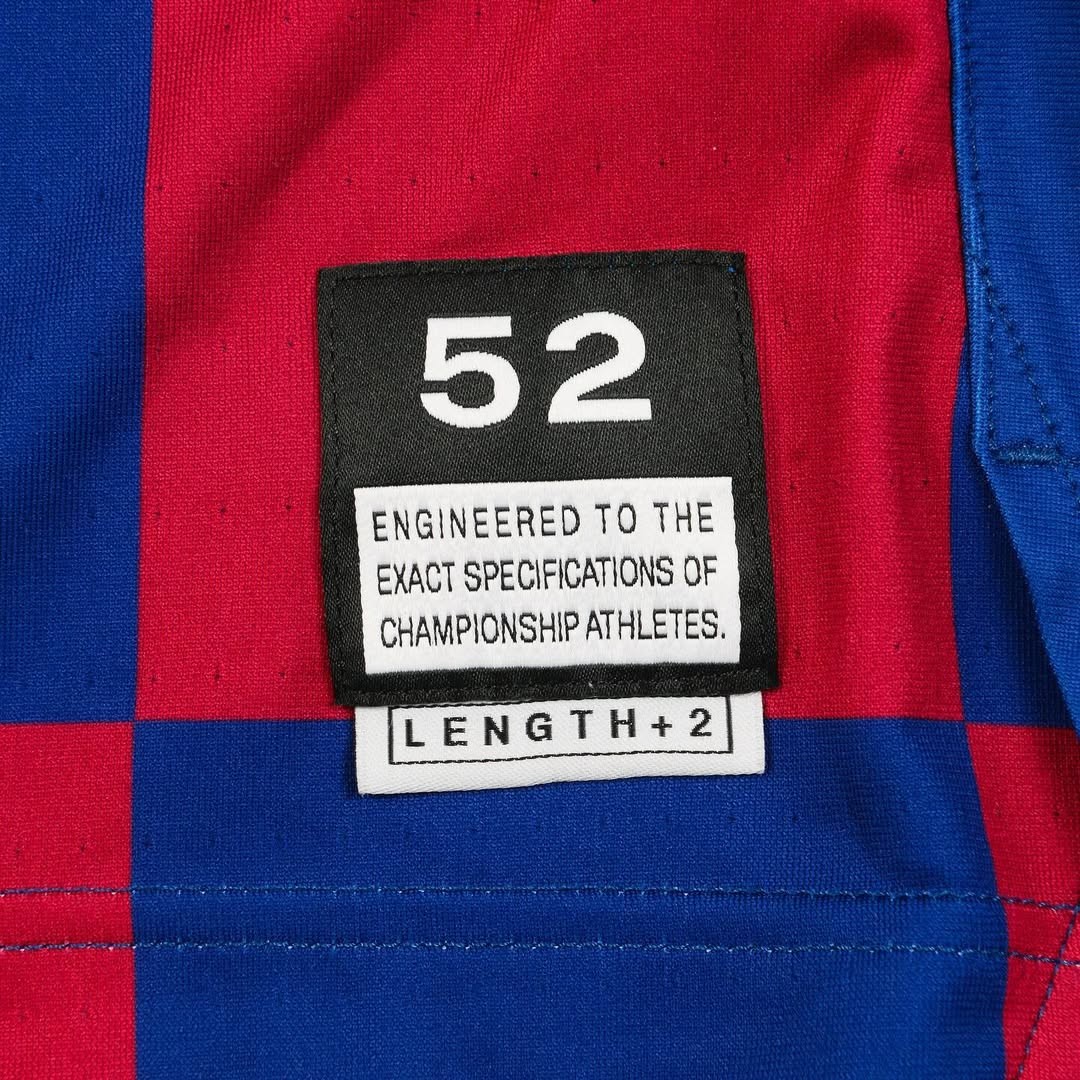 52
ENGINEERED TO THE
EXACT SPECIFICATIONS OF
CHAMPIONSHIP ATHLETES.
LENGTH+2